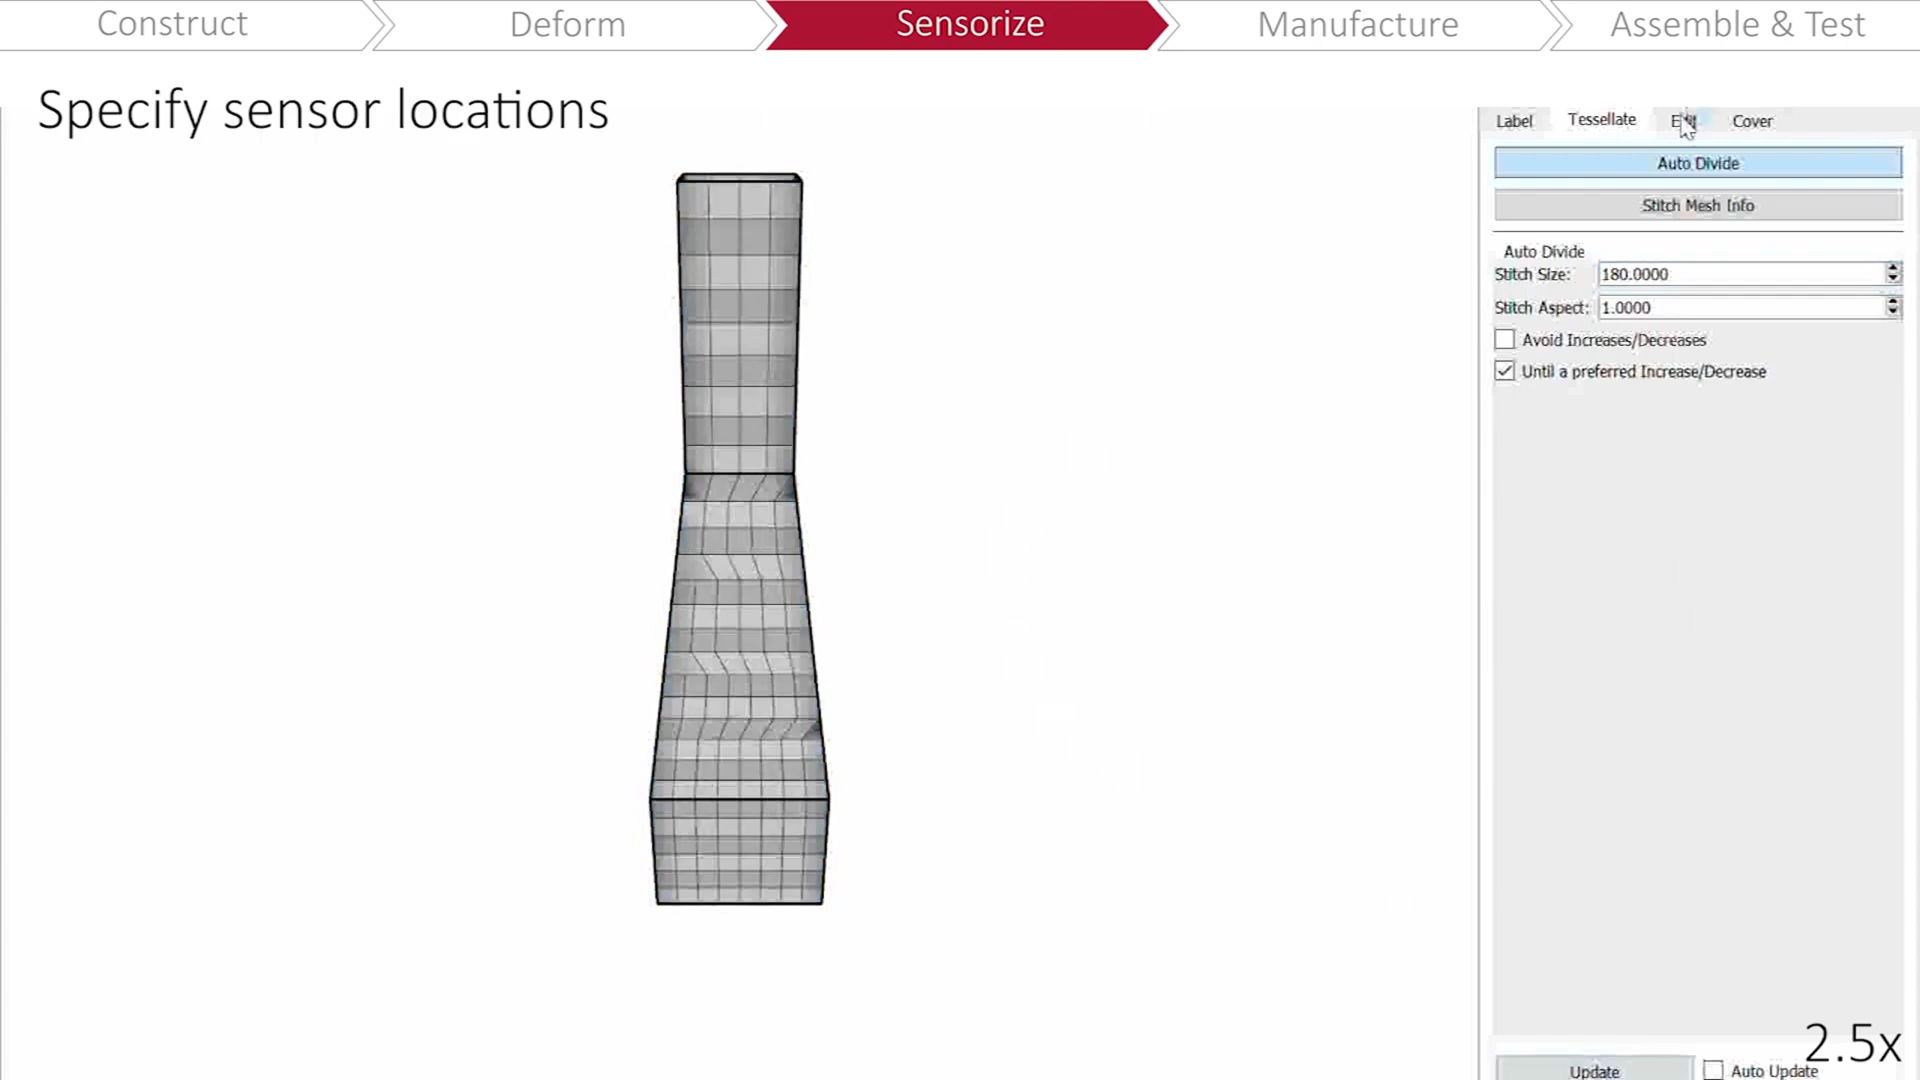 Construct
Deform
Sensorize
Manufacture
Assemble & Test
Specify sensor locations
Label
Tessellate
Cover
Auto Divide
Stitch Mesh Info
Auto Divide
Stitch Size: 180.0000
Stitch Aspect: 1.0000
Avoid Increases/Decreases
Until a preferred Increase/Decrease
2.5x
Update
Auto Update